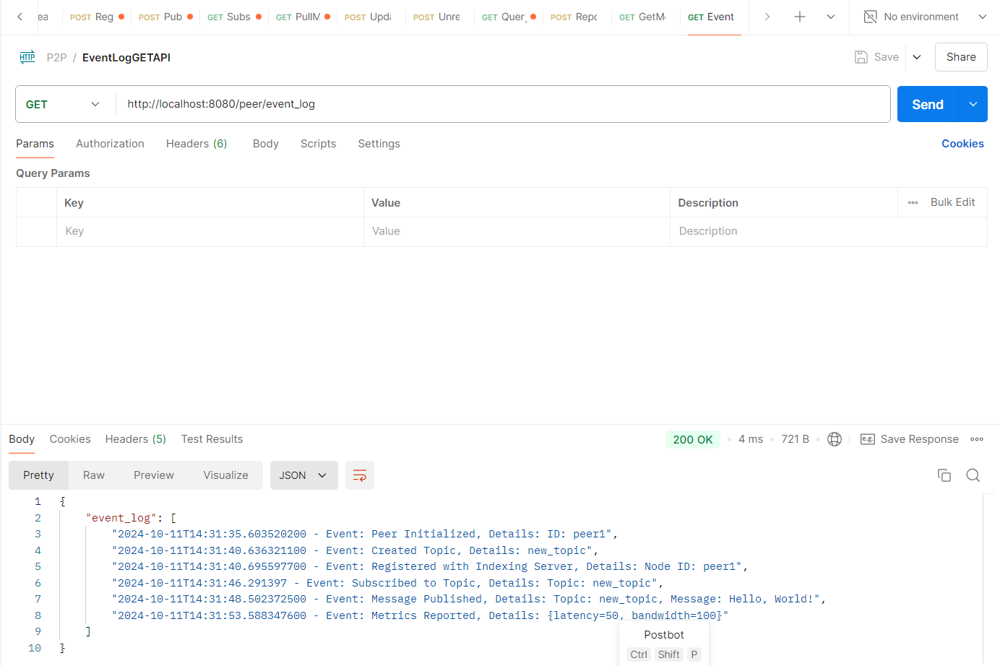 ea POST Reg POST Pub GET Subs GET PullM POST Upda POST Unre GET Query POST Repo GET GetMe GET Event No environment
HTTP P2P / EventLogGETAPI Save Share
GET http://localhost:8080/peer/event_log Send
Params Authorization Headers (6) Body Scripts Settings Cookies
Query Params
Key Value Description Bulk Edit
Key Value Description
Body Cookies Headers (5) Test Results 200 OK 4 ms 721 B e.g. Save Response
Pretty Raw Preview Visualize JSON
1 {
2 "event_log": [
3 "2024-10-11T14:31:35.603520200 - Event: Peer Initialized, Details: ID: peer1",
4 "2024-10-11T14:31:40.636321100 - Event: Created Topic, Details: new_topic",
5 "2024-10-11T14:31:40.695597700 - Event: Registered with Indexing Server, Details: Node ID: peer1",
6 "2024-10-11T14:31:46.291397 - Event: Subscribed to Topic, Details: Topic: new_topic",
7 "2024-10-11T14:31:48.502372500 - Event: Message Published, Details: Topic: new_topic, Message: Hello, World!",
8 "2024-10-11T14:31:53.588347600 - Event: Metrics Reported, Details: {latency=50, bandwidth=100}"
9 ]
10 }
Postbot
Ctrl Shift P